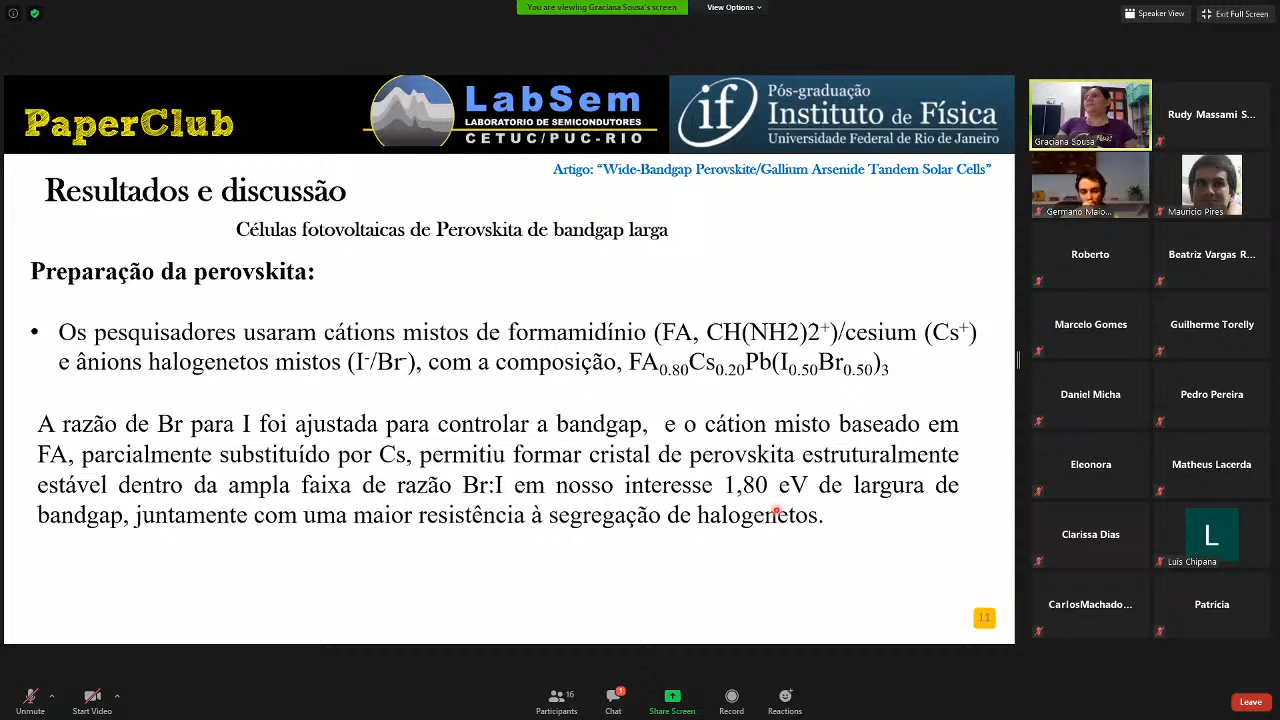 You are viewing Graciana Sousa's screen
View Options
Speaker View
Exit Full Screen
PaperClub
LabSem
LABORATORIO DE SEMICONDUTORES
CETUC/PUC-RIO
if
Pós-graduação
Instituto de Física
Universidade Federal do Rio de Janeiro
Artigo: “Wide-Bandgap Perovskite/Gallium Arsenide Tandem Solar Cells”
Resultados e discussão
Células fotovoltaicas de Perovskita de bandgap larga
Preparação da perovskita:
• Os pesquisadores usaram cátions mistos de formamidínio (FA, CH(NH2)2⁺)/cesium (Cs⁺)
e ânions halogenetos mistos (I⁻/Br⁻), com a composição, FA₀.₈₀Cs₀.₂₀Pb(I₀.₅₀Br₀.₅₀)₃
A razão de Br para I foi ajustada para controlar a bandgap, e o cátion misto baseado em
FA, parcialmente substituído por Cs, permitiu formar cristal de perovskita estruturalmente
estável dentro da ampla faixa de razão Br:I em nosso interesse 1,80 eV de largura de
bandgap, juntamente com uma maior resistência à segregação de halogenetos.
11
Graciana Sousa
Rudy Massami S...
Germano Maio...
Mauricio Pires
Roberto
Beatriz Vargas R...
Marcelo Gomes
Guilherme Torelly
Daniel Micha
Pedro Pereira
Eleonora
Matheus Lacerda
Clarissa Dias
L
Luis Chipana
CarlosMachado...
Patrícia
Unmute
Start Video
16
Participants
1
Chat
Share Screen
Record
Reactions
Leave